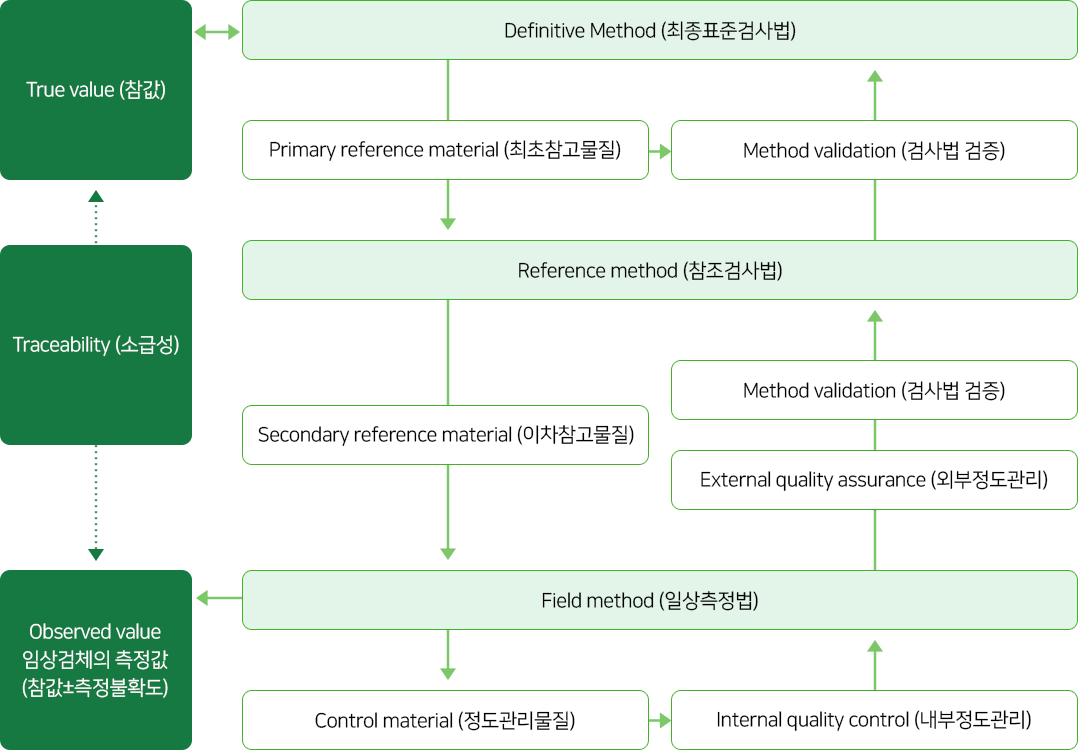 True value (참값)
Definitive Method (최종표준검사법)
Primary reference material (최초참고물질)
Method validation (검사법 검증)
Reference method (참조검사법)
Traceability (소급성)
Method validation (검사법 검증)
Secondary reference material (이차참고물질)
External quality assurance (외부정도관리)
Field method (일상측정법)
Observed value
임상검체의 측정값
(참값±측정불확도)
Control material (정도관리물질)
Internal quality control (내부정도관리)